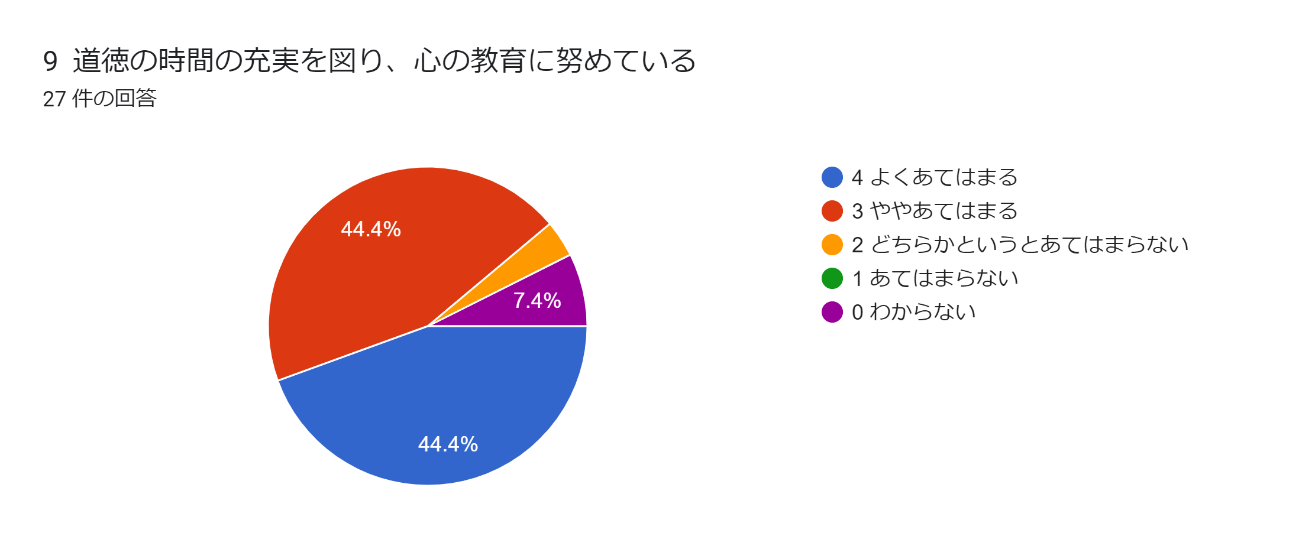 9 道徳の時間の充実を図り、心の教育に努めている
27 件の回答
4 よくあてはまる
3 ややあてはまる
2 どちらかというとあてはまらない
1 あてはまらない
0 わからない
44.4%
7.4%
44.4%